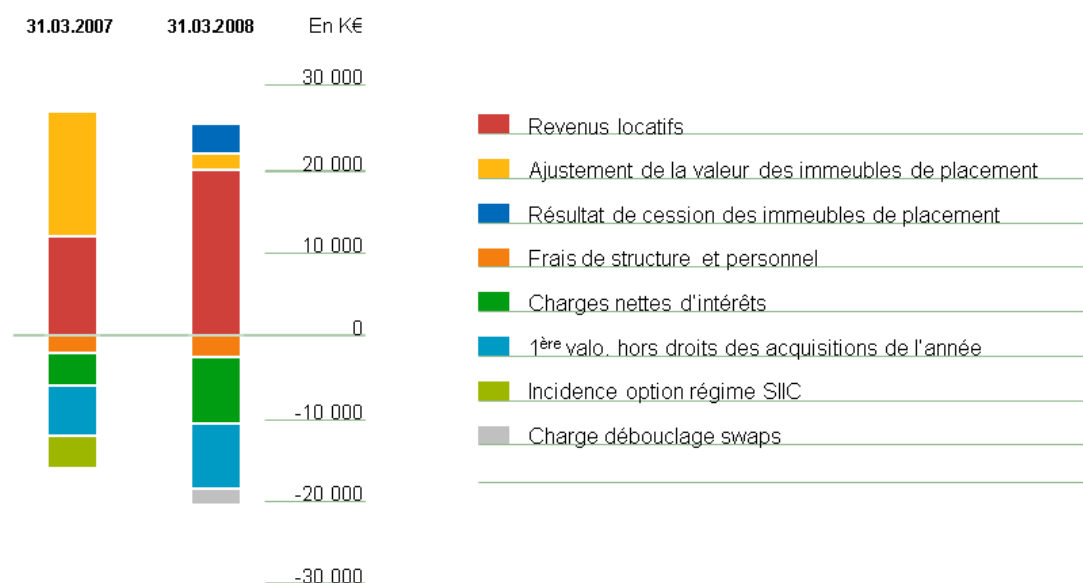 31.03.2007 31.03.2008 En K€
30 000
20 000
10 000
0
-10 000
-20 000
-30 000
Revenus locatifs
Ajustement de la valeur des immeubles de placement
Résultat de cession des immeubles de placement
Frais de structure et personnel
Charges nettes d'intérêts
1ère valo. hors droits des acquisitions de l'année
Incidence option régime SIIC
Charge débouclage swaps